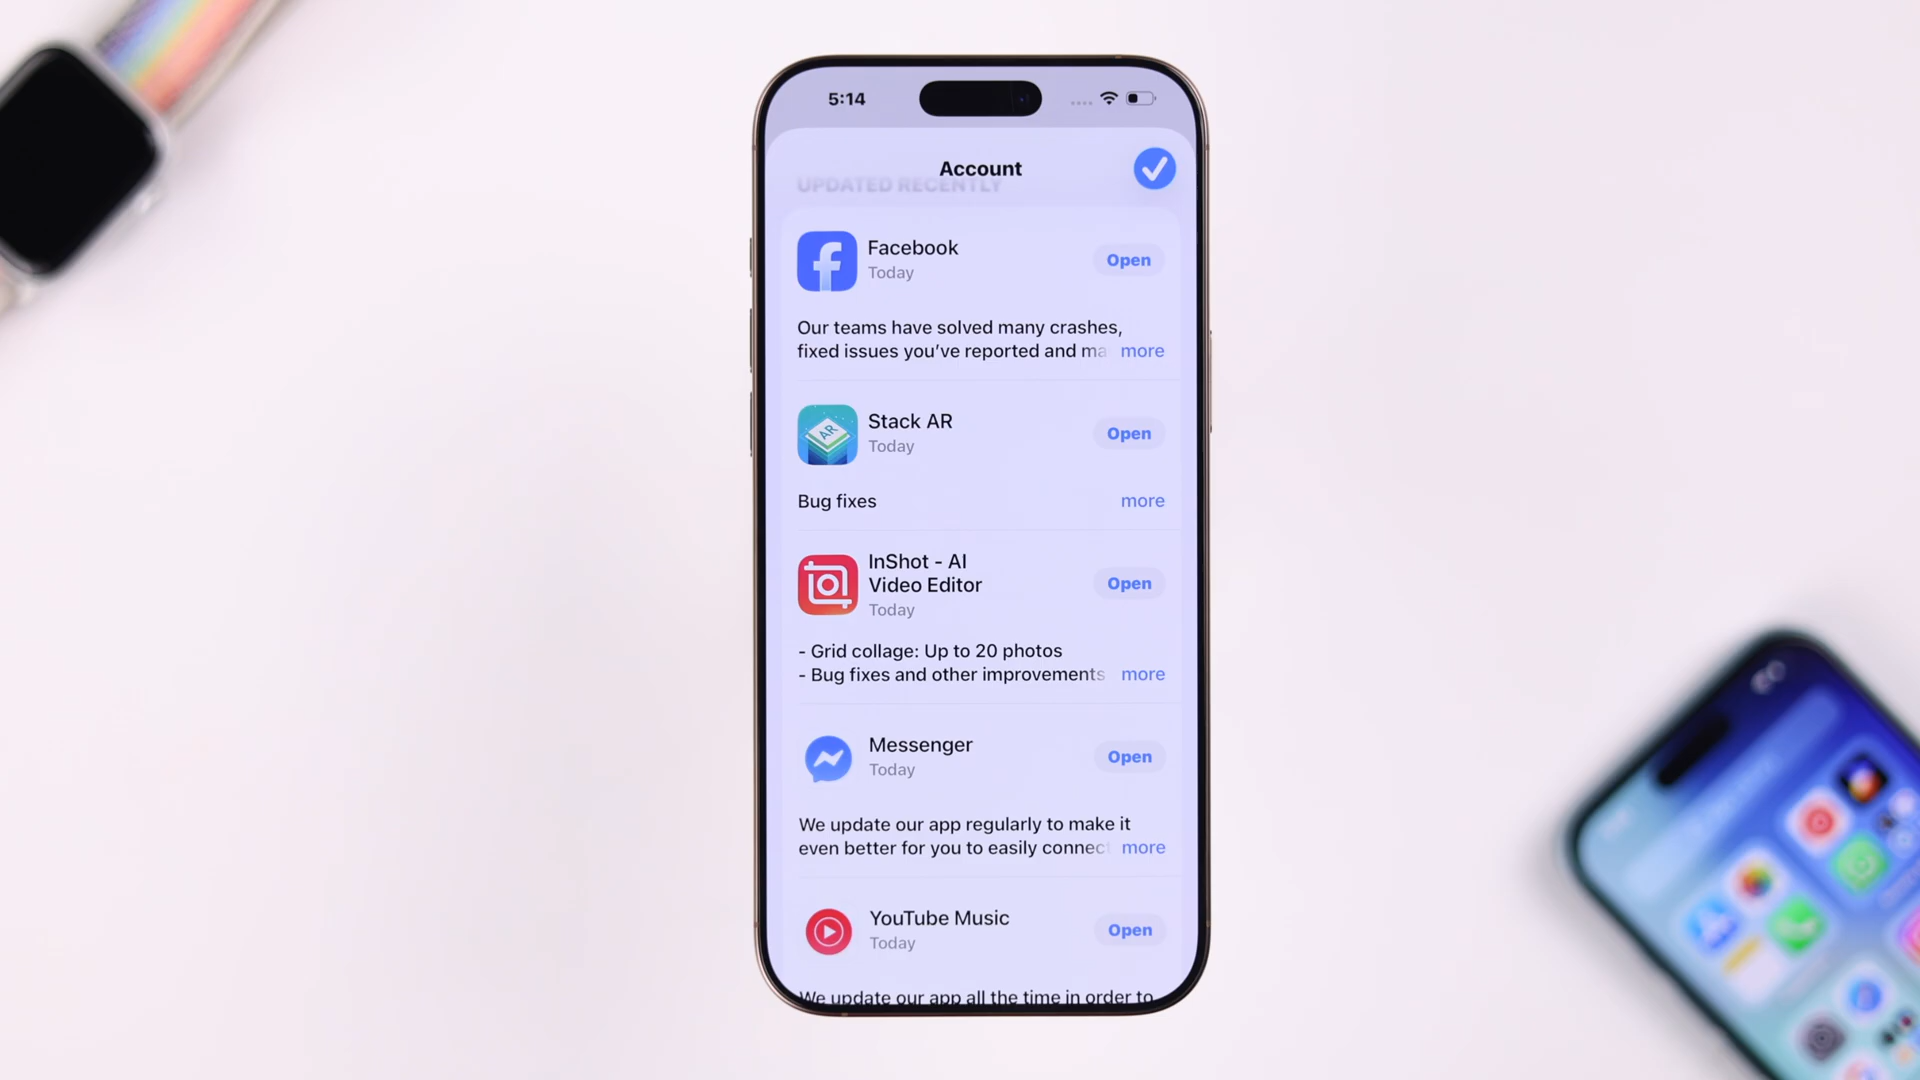 5:14
Account
UPDATED RECENTLY
Facebook
Today
Open
Our teams have solved many crashes,
fixed issues you've reported and ma
more
Stack AR
Today
Open
AR
Bug fixes
more
InShot - AI
Video Editor
Today
Open
- Grid collage: Up to 20 photos
- Bug fixes and other improvements
more
Messenger
Today
Open
We update our app regularly to make it
even better for you to easily connect
more
YouTube Music
Today
Open
We update our app all the time in order to